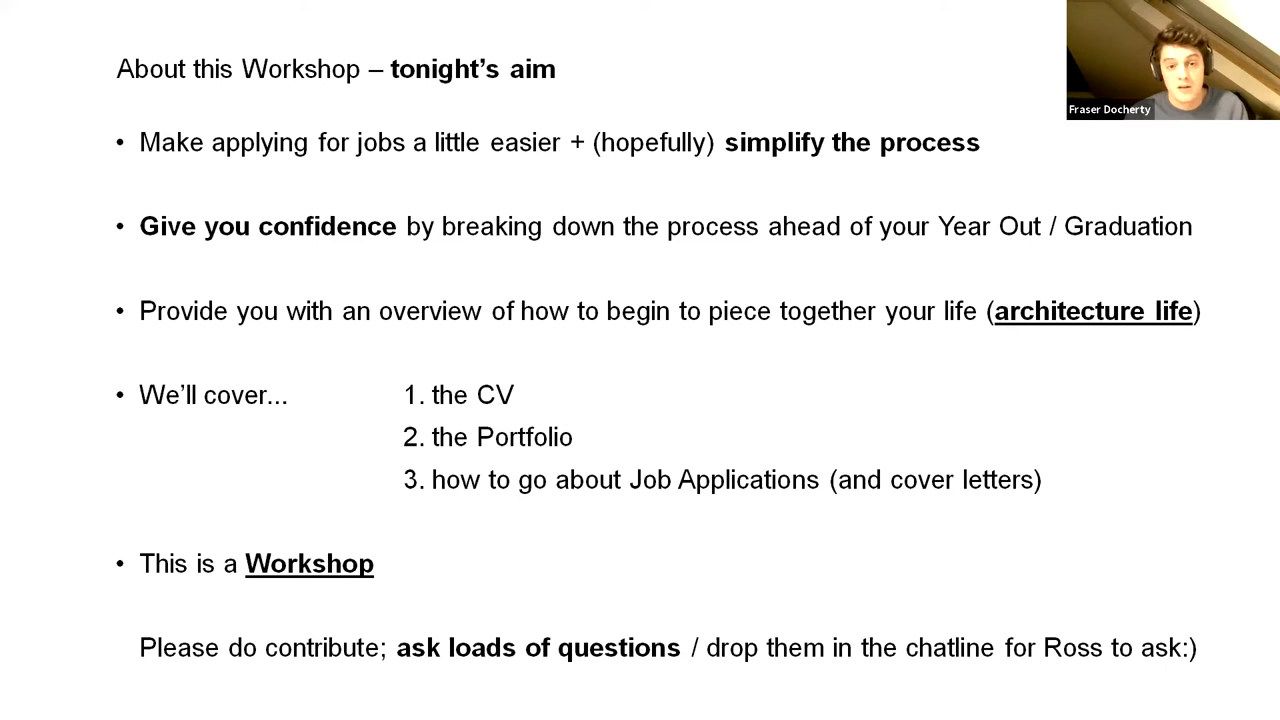 About this Workshop – tonight's aim
Fraser Docherty
• Make applying for jobs a little easier + (hopefully) simplify the process
• Give you confidence by breaking down the process ahead of your Year Out / Graduation
• Provide you with an overview of how to begin to piece together your life (architecture life)
• We'll cover... 1. the CV
2. the Portfolio
3. how to go about Job Applications (and cover letters)
• This is a Workshop
Please do contribute; ask loads of questions / drop them in the chatline for Ross to ask:)